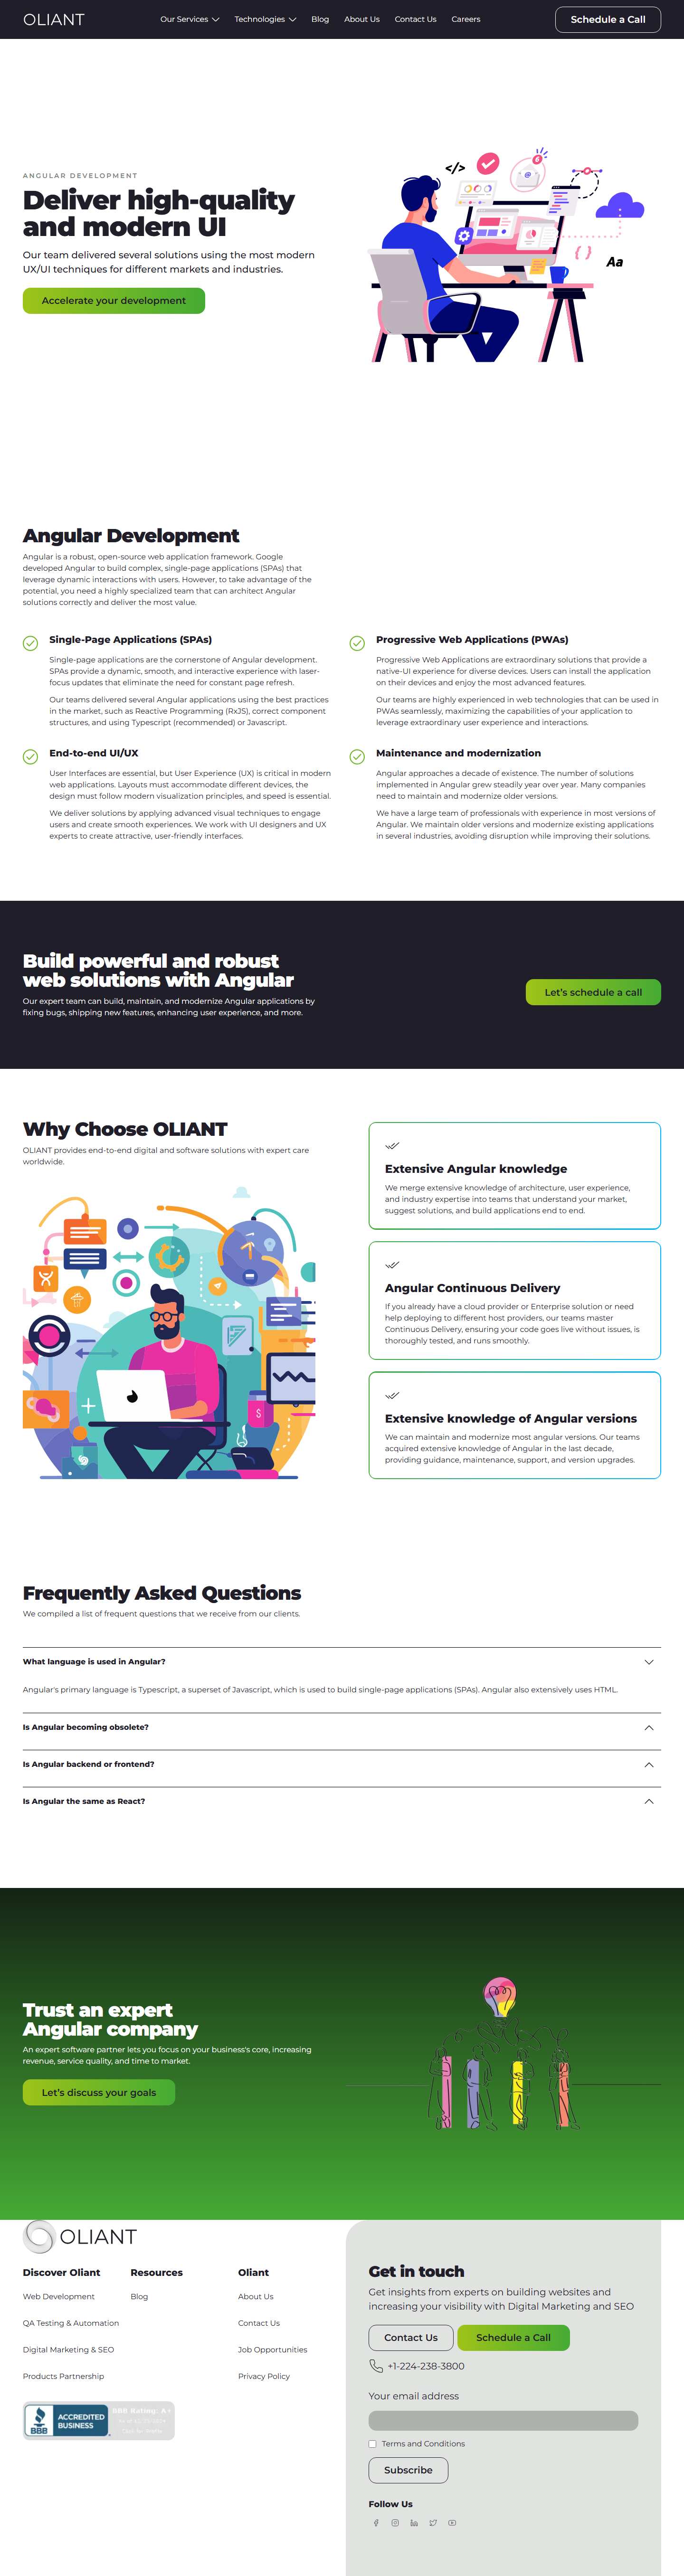 OLIANT
Our Services
Technologies
Blog
About Us
Contact Us
Careers
Schedule a Call
ANGULAR DEVELOPMENT
Deliver high-quality
and modern UI
Our team delivered several solutions using the most modern
UX/UI techniques for different markets and industries.
Accelerate your development
</>
Aa
Angular Development
Angular is a robust, open-source web application framework. Google
developed Angular to build complex, single-page applications (SPAs) that
leverage dynamic interactions with users. However, to take advantage of the
potential, you need a highly specialized team that can architect Angular
solutions correctly and deliver the most value.
Single-Page Applications (SPAs)
Single-page applications are the cornerstone of Angular development.
SPAs provide a dynamic, smooth, and interactive experience with laser-
focus updates that eliminate the need for constant page refresh.
Our teams delivered several Angular applications using the best practices
in the market, such as Reactive Programming (RxJS), correct component
structures, and using Typescript (recommended) or Javascript.
Progressive Web Applications (PWAs)
Progressive Web Applications are extraordinary solutions that provide a
native-UI experience for diverse devices. Users can install the application
on their devices and enjoy the most advanced features.
Our teams are highly experienced in web technologies that can be used in
PWAs seamlessly, maximizing the capabilities of your application to
leverage extraordinary user experience and interactions.
End-to-end UI/UX
User Interfaces are essential, but User Experience (UX) is critical in modern
web applications. Layouts must accommodate different devices, the
design must follow modern visualization principles, and speed is essential.
We deliver solutions by applying advanced visual techniques to engage
users and create smooth experiences. We work with UI designers and UX
experts to create attractive, user-friendly interfaces.
Maintenance and modernization
Angular approaches a decade of existence. The number of solutions
implemented in Angular grew steadily year over year. Many companies
need to maintain and modernize older versions.
We have a large team of professionals with experience in most versions of
Angular. We maintain older versions and modernize existing applications
in several industries, avoiding disruption while improving their solutions.
Build powerful and robust
web solutions with Angular
Our expert team can build, maintain, and modernize Angular applications by
fixing bugs, shipping new features, enhancing user experience, and more.
Let's schedule a call
Why Choose OLIANT
OLIANT provides end-to-end digital and software solutions with expert care
worldwide.
Extensive Angular knowledge
We merge extensive knowledge of architecture, user experience,
and industry expertise into teams that understand your market,
suggest solutions, and build applications end to end.
Angular Continuous Delivery
If you already have a cloud provider or Enterprise solution or need
help deploying to different host providers, our teams master
Continuous Delivery, ensuring your code goes live without issues, is
thoroughly tested, and runs smoothly.
Extensive knowledge of Angular versions
We can maintain and modernize most angular versions. Our teams
acquired extensive knowledge of Angular in the last decade,
providing guidance, maintenance, support, and version upgrades.
Frequently Asked Questions
We compiled a list of frequent questions that we receive from our clients.
What language is used in Angular?
Angular's primary language is Typescript, a superset of Javascript, which is used to build single-page applications (SPAs). Angular also extensively uses HTML.
Is Angular becoming obsolete?
Is Angular backend or frontend?
Is Angular the same as React?
Trust an expert
Angular company
An expert software partner lets you focus on your business's core, increasing
revenue, service quality, and time to market.
Let's discuss your goals
OLIANT
Discover Oliant
Web Development
QA Testing & Automation
Digital Marketing & SEO
Products Partnership
Resources
Blog
Oliant
About Us
Contact Us
Job Opportunities
Privacy Policy
BBB
ACCREDITED
BUSINESS
BBB Rating: A+
Get in touch
Get insights from experts on building websites and
increasing your visibility with Digital Marketing and SEO
Contact Us
Schedule a Call
+1-224-238-3800
Your email address
Terms and Conditions
Subscribe
Follow Us